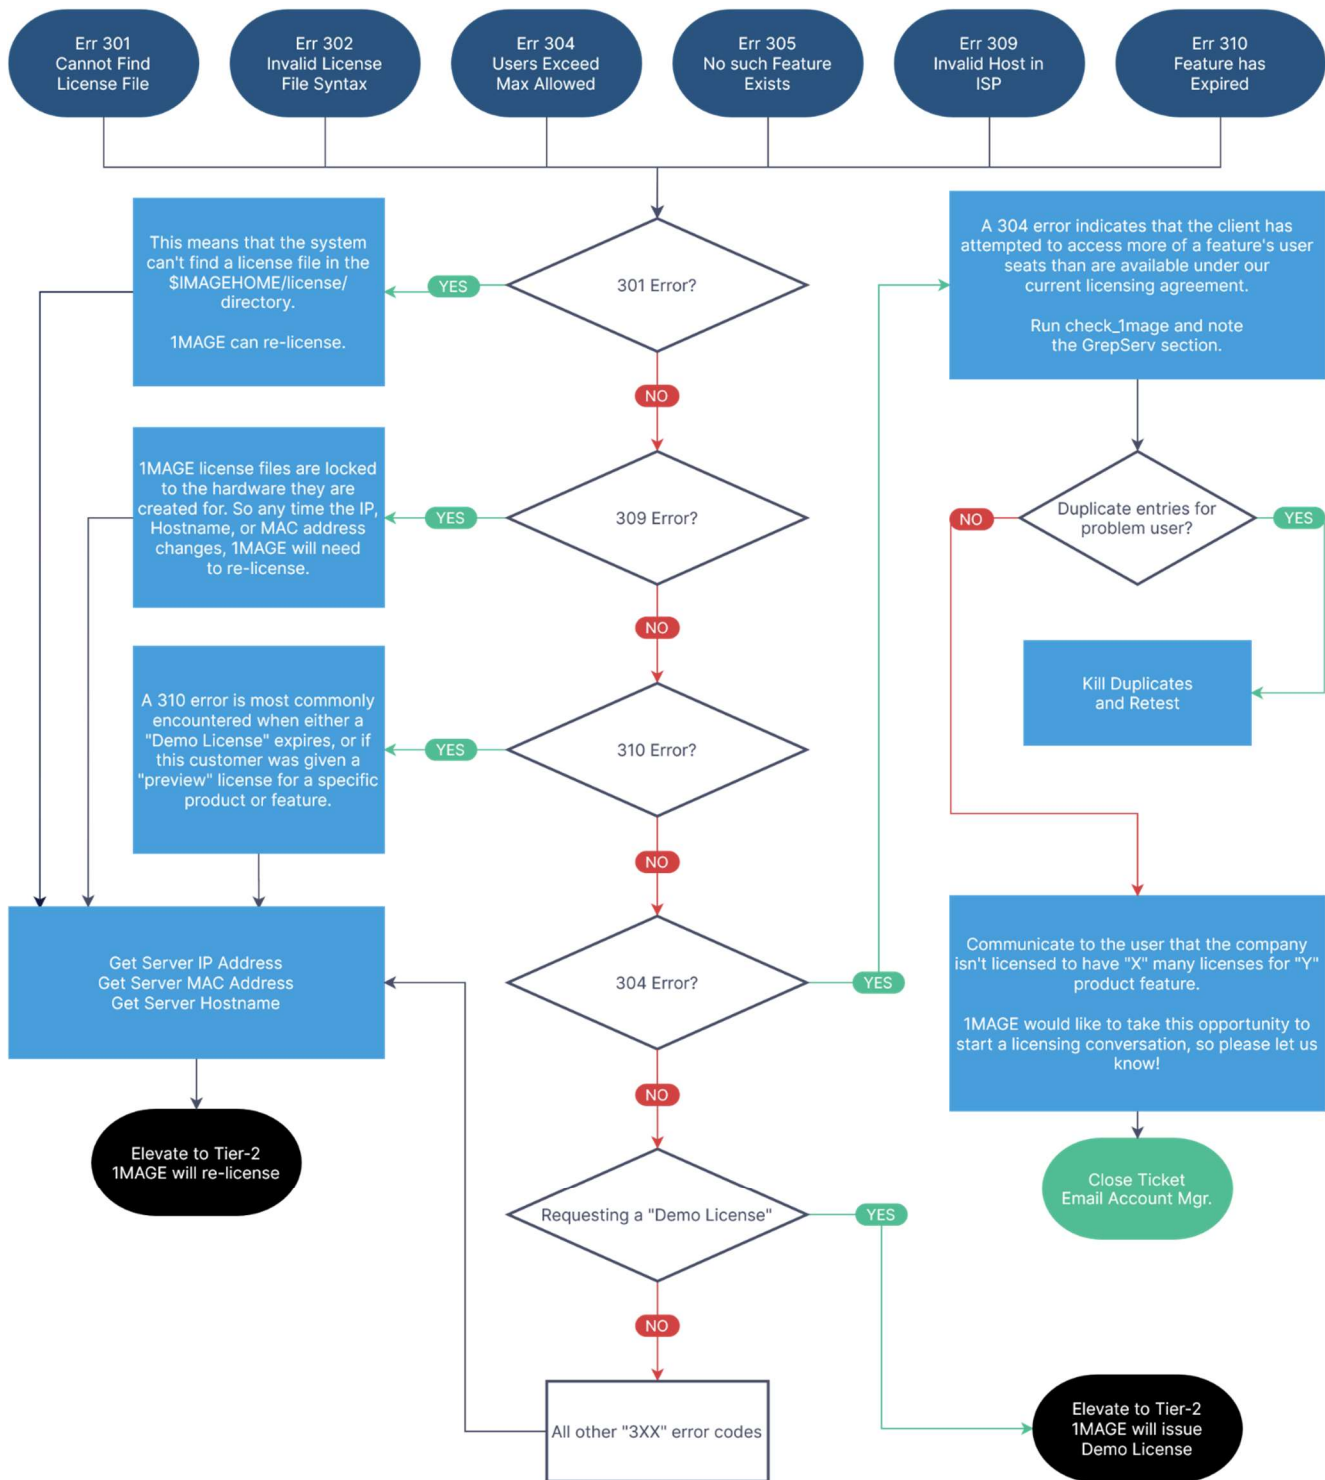 Err 301
Cannot Find
License File
Err 302
Invalid License
File Syntax
Err 304
Users Exceed
Max Allowed
Err 305
No such Feature
Exists
Err 309
Invalid Host in
ISP
Err 310
Feature has
Expired
This means that the system
can't find a license file in the
$IMAGEHOME/license/
directory.
1MAGE can re-license.
YES
301 Error?
A 304 error indicates that the client has
attempted to access more of a feature's user
seats than are available under our
current licensing agreement.
Run check_1mage and note
the GrepServ section.
NO
1MAGE license files are locked
to the hardware they are
created for. So any time the IP,
Hostname, or MAC address
changes, 1MAGE will need
to re-license.
YES
309 Error?
NO
Duplicate entries for
problem user?
YES
NO
Kill Duplicates
and Retest
A 310 error is most commonly
encountered when either a
"Demo License" expires, or if
this customer was given a
"preview" license for a specific
product or feature.
YES
310 Error?
NO
Get Server IP Address
Get Server MAC Address
Get Server Hostname
304 Error?
YES
Communicate to the user that the company
isn't licensed to have "X" many licenses for "Y"
product feature.
1MAGE would like to take this opportunity to
start a licensing conversation, so please let us
know!
NO
Elevate to Tier-2
1MAGE will re-license
Close Ticket
Email Account Mgr.
Requesting a "Demo License"
YES
NO
All other "3XX" error codes
Elevate to Tier-2
1MAGE will issue
Demo License